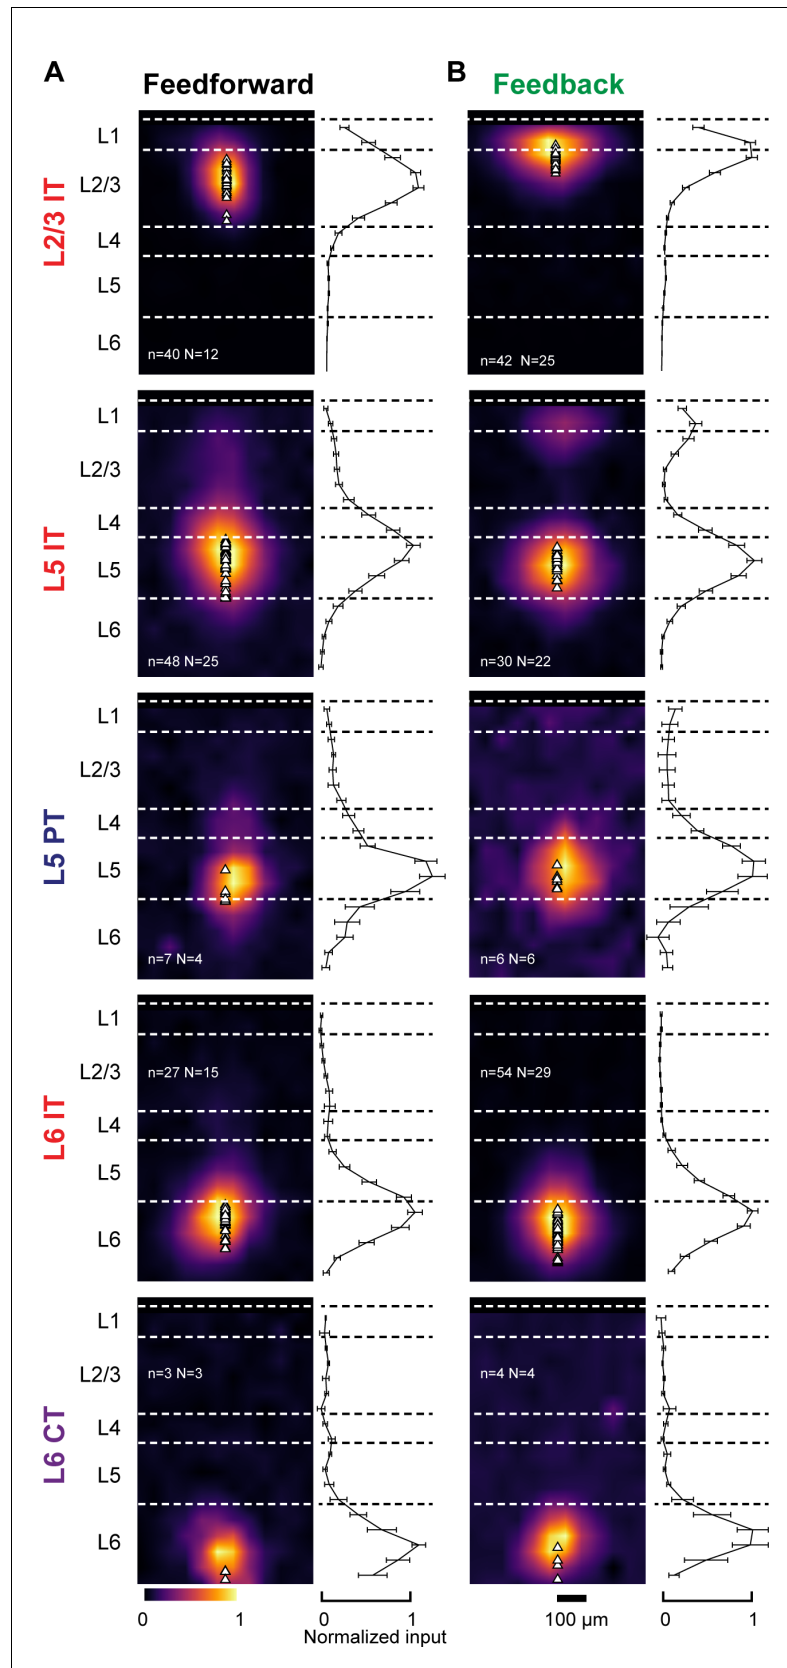 A Feedforward B Feedback
L2/3 IT
L1
L2/3
L4
L5
L6
n=40 N=12
n=42 N=25
L5 IT
L1
L2/3
L4
L5
L6
n=48 N=25
n=30 N=22
L5 PT
L1
L2/3
L4
L5
L6
n=7 N=4
n=6 N=6
L6 IT
L1
L2/3
L4
L5
L6
n=27 N=15
n=54 N=29
L6 CT
L1
L2/3
L4
L5
L6
n=3 N=3
n=4 N=4
0 1 0 1 100 µm 0 1
Normalized input